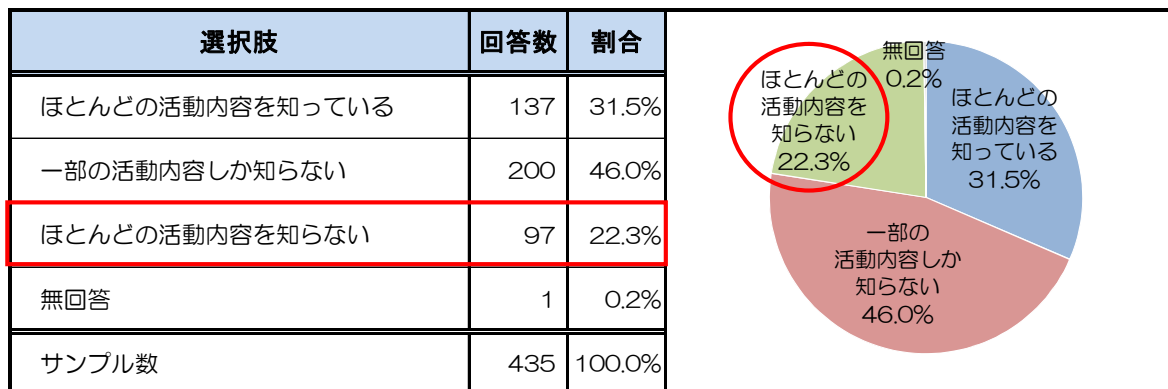 選択肢 回答数 割合
ほとんどの活動内容を知っている 137 31.5%
一部の活動内容しか知らない 200 46.0%
ほとんどの活動内容を知らない 97 22.3%
無回答 1 0.2%
サンプル数 435 100.0%
無回答
0.2%
ほとんどの
活動内容を
知っている
31.5%
一部の
活動内容しか
知らない
46.0%
ほとんどの
活動内容を
知らない
22.3%